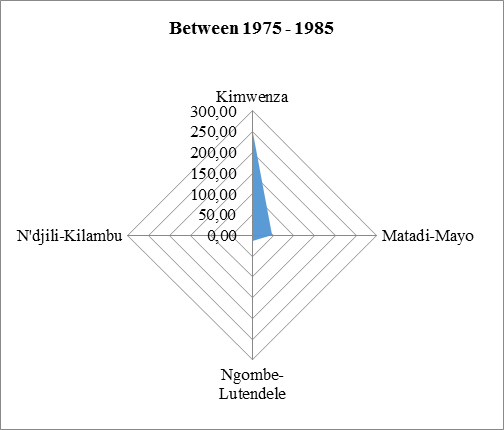 Between 1975 - 1985
Kimwenza
300,00
250,00
200,00
150,00
100,00
50,00
0,00
N'djili-Kilambu
Matadi-Mayo
Ngombe-
Lutendele